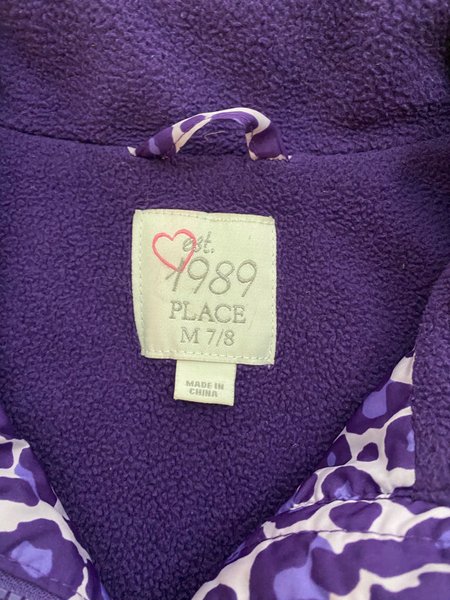 est.
1989
PLACE
M 7/8
MADE IN
CHINA